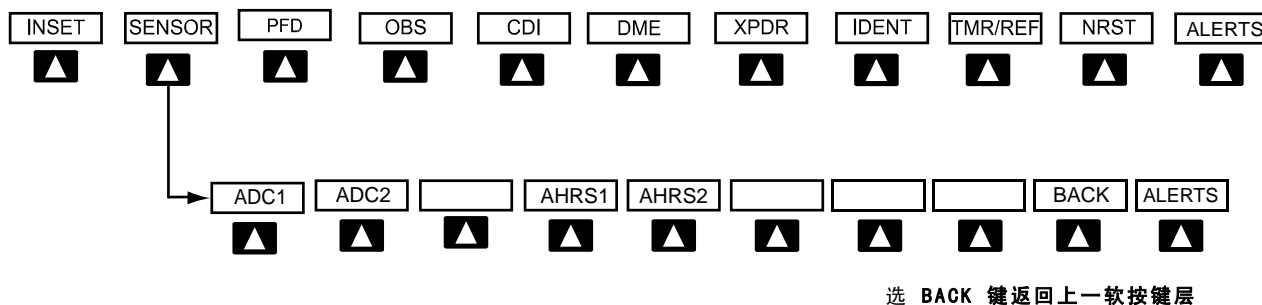 INSET SENSOR PFD OBS CDI DME XPDR IDENT TMR/REF NRST ALERTS
ADC1 ADC2 AHRS1 AHRS2 BACK ALERTS
选 BACK 键返回上一软按键层